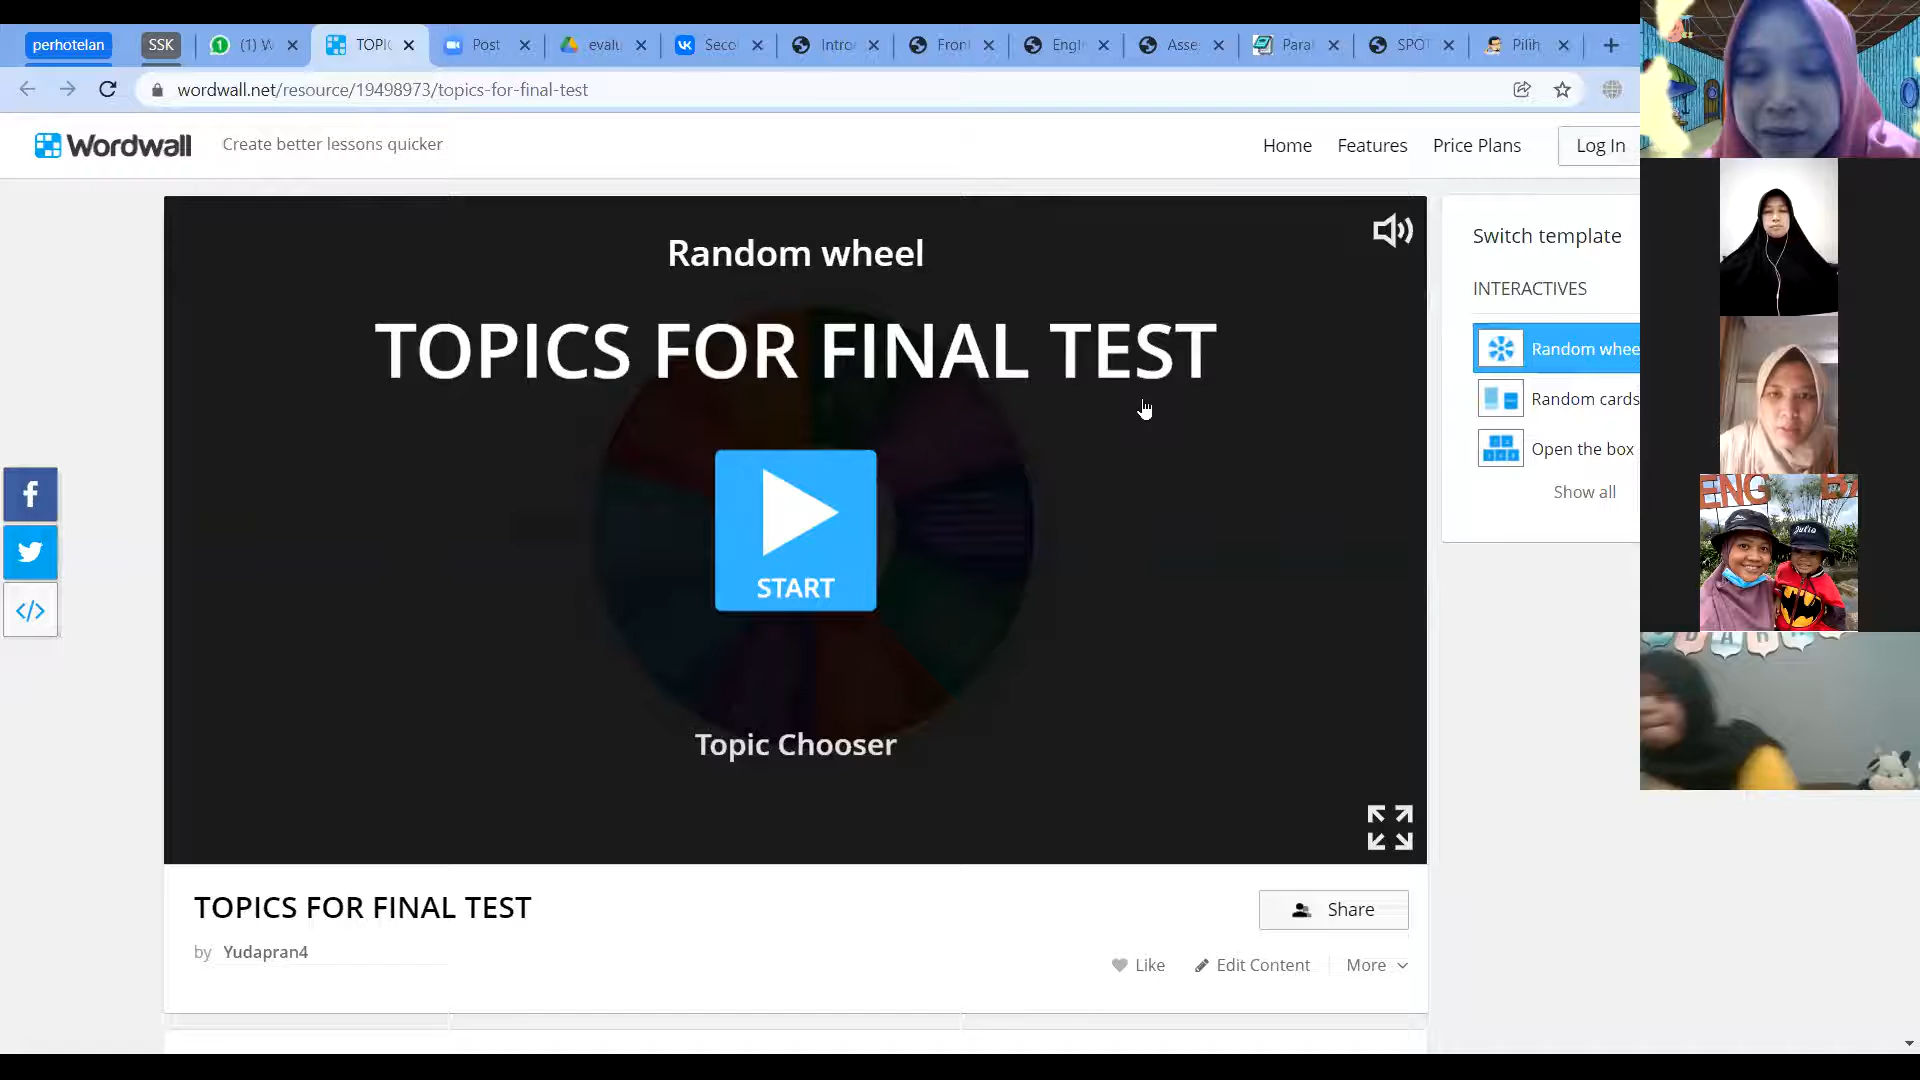 perhotelan
SSK
(1) W
TOPIC
Post
evalu
Seco
Intro
Fron
Engl
Asse
Para
SPO
Pilih
wordwall.net/resource/19498973/topics-for-final-test
Wordwall
Create better lessons quicker
Home
Features
Price Plans
Log In
Random wheel
TOPICS FOR FINAL TEST
START
Topic Chooser
Switch template
INTERACTIVES
Random whee
Random cards
Open the box
Show all
ENG BA
Julio
TOPICS FOR FINAL TEST
Share
by Yudapran4
Like
Edit Content
More